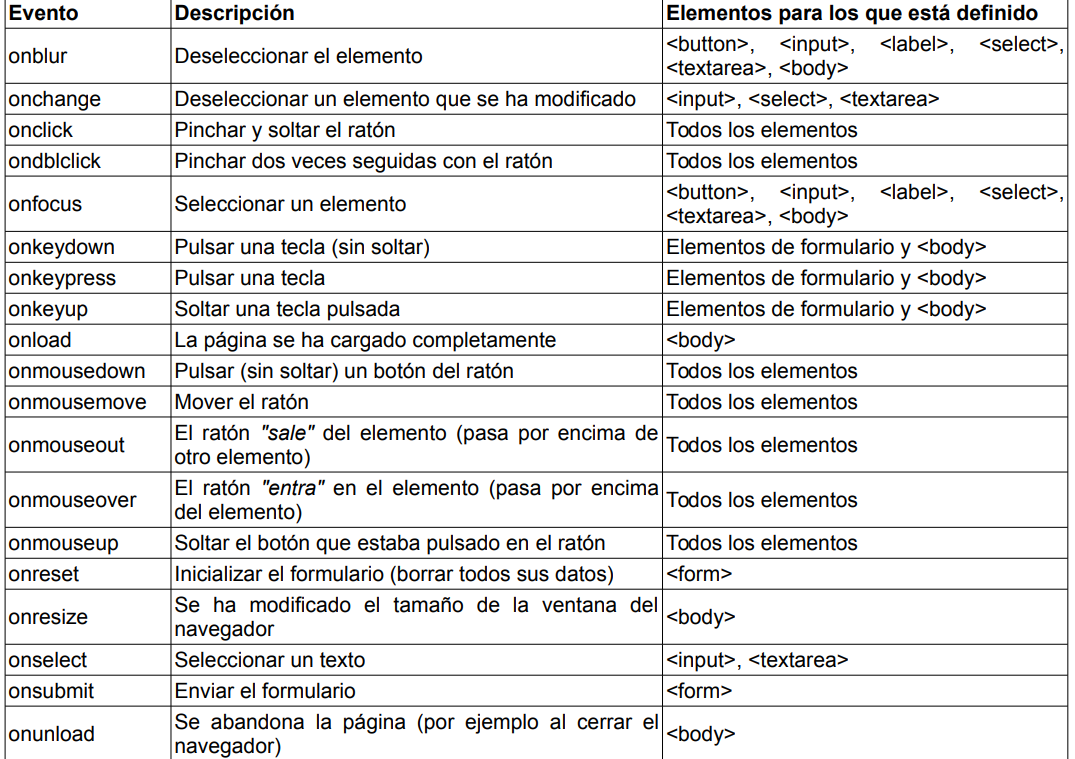 Evento Descripción Elementos para los que está definido
onblur Deseleccionar el elemento <button>, <input>, <label>, <select>,
<textarea>, <body>
onchange Deseleccionar un elemento que se ha modificado <input>, <select>, <textarea>
onclick Pinchar y soltar el ratón Todos los elementos
ondblclick Pinchar dos veces seguidas con el ratón Todos los elementos
onfocus Seleccionar un elemento <button>, <input>, <label>, <select>,
<textarea>, <body>
onkeydown Pulsar una tecla (sin soltar) Elementos de formulario y <body>
onkeypress Pulsar una tecla Elementos de formulario y <body>
onkeyup Soltar una tecla pulsada Elementos de formulario y <body>
onload La página se ha cargado completamente <body>
onmousedown Pulsar (sin soltar) un botón del ratón Todos los elementos
onmousemove Mover el ratón Todos los elementos
onmouseout El ratón "sale" del elemento (pasa por encima de
otro elemento) Todos los elementos
onmouseover El ratón "entra" en el elemento (pasa por encima
del elemento) Todos los elementos
onmouseup Soltar el botón que estaba pulsado en el ratón Todos los elementos
onreset Inicializar el formulario (borrar todos sus datos) <form>
onresize Se ha modificado el tamaño de la ventana del
navegador <body>
onselect Seleccionar un texto <input>, <textarea>
onsubmit Enviar el formulario <form>
onunload Se abandona la página (por ejemplo al cerrar el
navegador) <body>